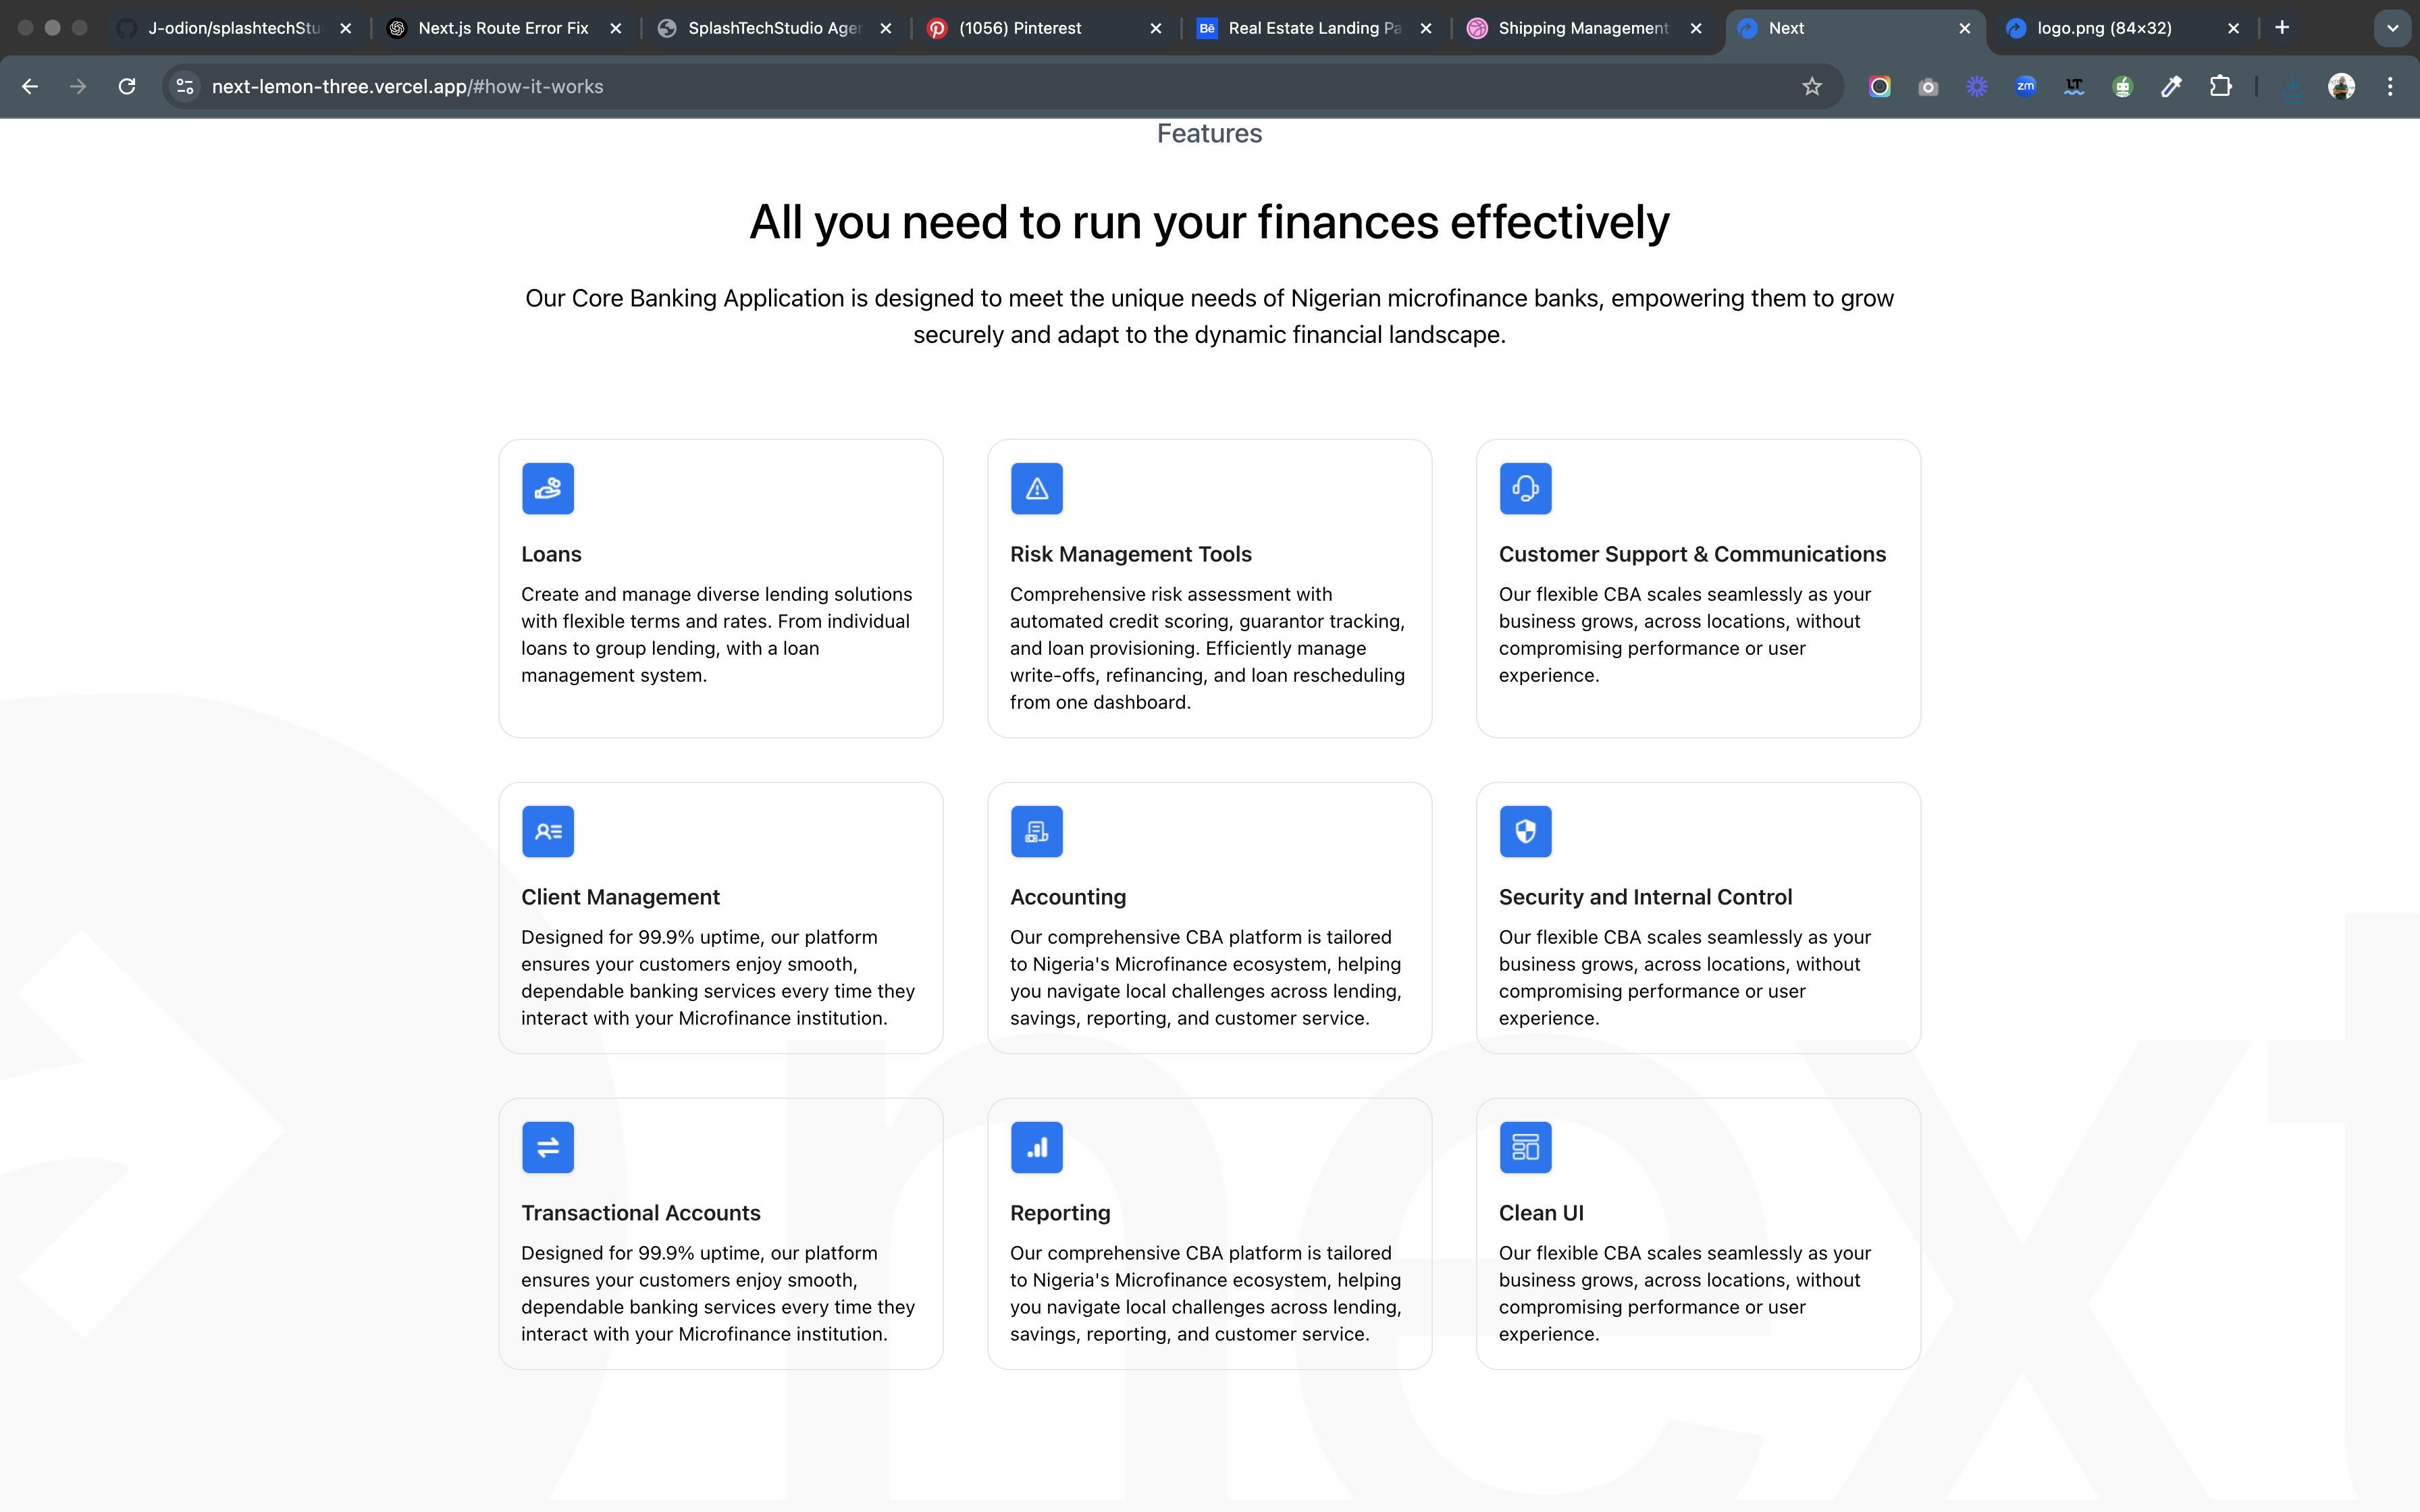 J-odion/splashtechStu
Next.js Route Error Fix
SplashTechStudio Agen
(1056) Pinterest
Bē
Real Estate Landing Pa
Shipping Management
Next
logo.png (84×32)
next-lemon-three.vercel.app/#how-it-works
zm
LT
Features
All you need to run your finances effectively
Our Core Banking Application is designed to meet the unique needs of Nigerian microfinance banks, empowering them to grow
securely and adapt to the dynamic financial landscape.
Loans
Create and manage diverse lending solutions
with flexible terms and rates. From individual
loans to group lending, with a loan
management system.
Risk Management Tools
Comprehensive risk assessment with
automated credit scoring, guarantor tracking,
and loan provisioning. Efficiently manage
write-offs, refinancing, and loan rescheduling
from one dashboard.
Customer Support & Communications
Our flexible CBA scales seamlessly as your
business grows, across locations, without
compromising performance or user
experience.
Client Management
Designed for 99.9% uptime, our platform
ensures your customers enjoy smooth,
dependable banking services every time they
interact with your Microfinance institution.
Accounting
Our comprehensive CBA platform is tailored
to Nigeria's Microfinance ecosystem, helping
you navigate local challenges across lending,
savings, reporting, and customer service.
Security and Internal Control
Our flexible CBA scales seamlessly as your
business grows, across locations, without
compromising performance or user
experience.
Transactional Accounts
Designed for 99.9% uptime, our platform
ensures your customers enjoy smooth,
dependable banking services every time they
interact with your Microfinance institution.
Reporting
Our comprehensive CBA platform is tailored
to Nigeria's Microfinance ecosystem, helping
you navigate local challenges across lending,
savings, reporting, and customer service.
Clean UI
Our flexible CBA scales seamlessly as your
business grows, across locations, without
compromising performance or user
experience.
next